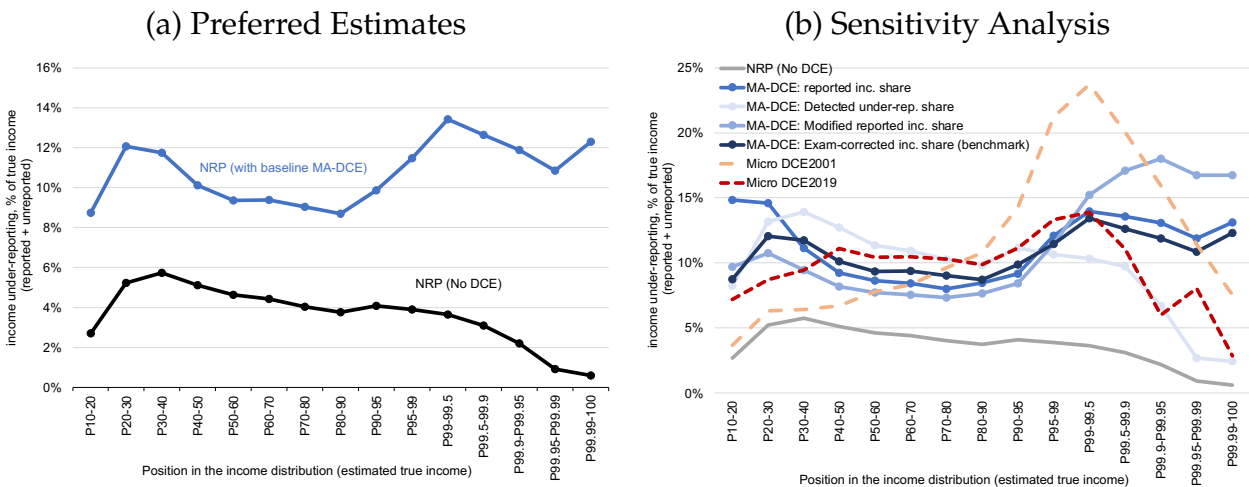 (a) Preferred Estimates
income under-reporting, % of true income
(reported + unreported)
16%
14%
12%
10%
8%
6%
4%
2%
0%
NRP (with baseline MA-DCE)
NRP (No DCE)
P10-20
P20-30
P30-40
P40-50
P50-60
P60-70
P70-80
P80-90
P90-95
P95-99
P99-99.5
P99.5-99.9
P99.9-P99.95
P99.95-P99.99
P99.99-100
Position in the income distribution (estimated true income)
(b) Sensitivity Analysis
income under-reporting, % of true income
(reported + unreported)
25%
20%
15%
10%
5%
0%
NRP (No DCE)
MA-DCE: reported inc. share
MA-DCE: Detected under-rep. share
MA-DCE: Modified reported inc. share
MA-DCE: Exam-corrected inc. share (benchmark)
Micro DCE2001
Micro DCE2019
P10-20
P20-30
P30-40
P40-50
P50-60
P60-70
P70-80
P80-90
P90-95
P95-99
P99-99.5
P99.5-99.9
P99.9-P99.95
P99.95-P99.99
P99.99-100
Position in the income distribution (estimated true income)